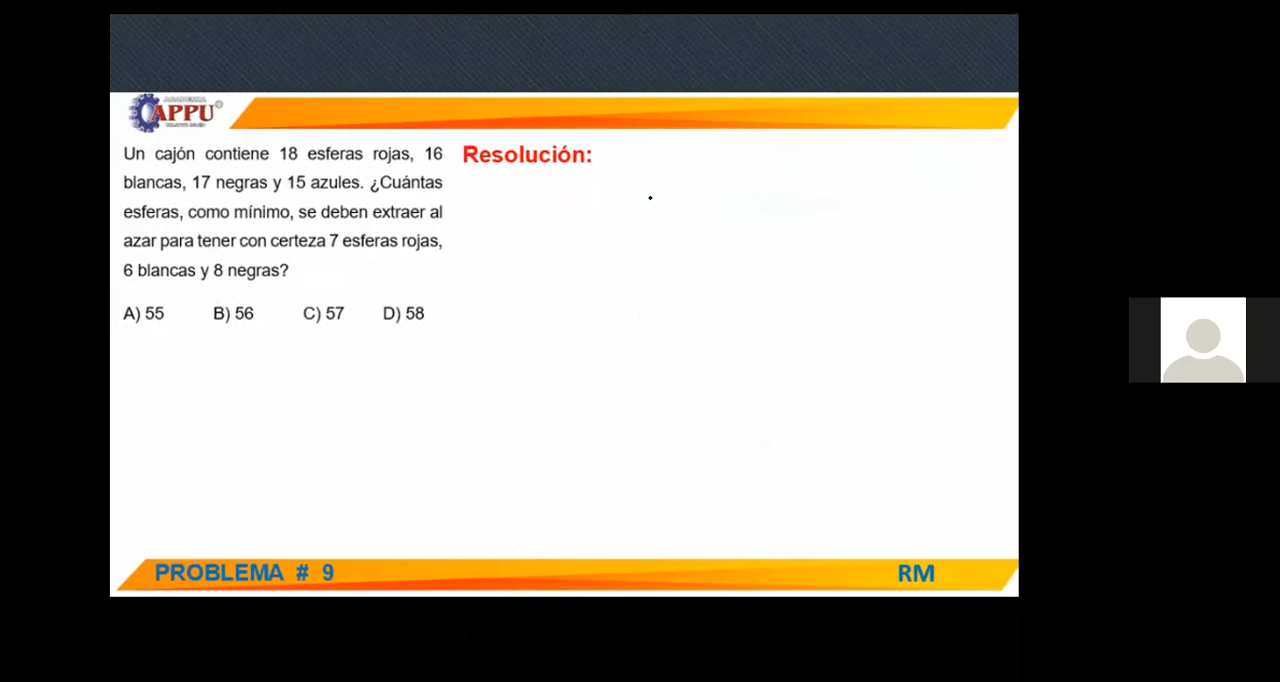 APPU
Un cajón contiene 18 esferas rojas, 16
blancas, 17 negras y 15 azules. ¿Cuántas
esferas, como mínimo, se deben extraer al
azar para tener con certeza 7 esferas rojas,
6 blancas y 8 negras?
A) 55 B) 56 C) 57 D) 58
Resolución:
PROBLEMA # 9
RM